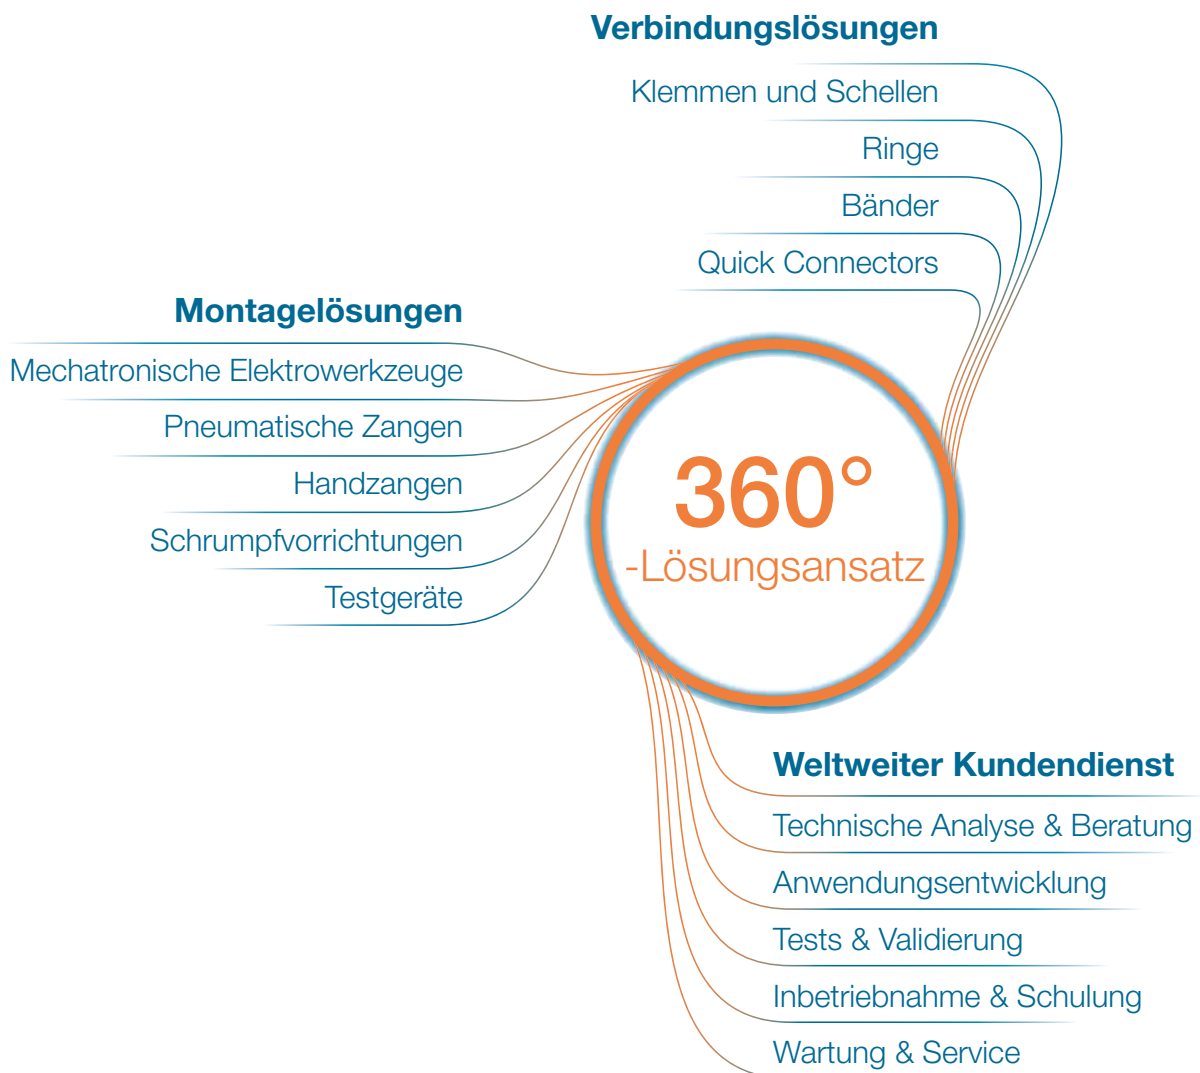 Verbindungslösungen
Klemmen und Schellen
Ringe
Bänder
Quick Connectors
Montagelösungen
Mechatronische Elektrowerkzeuge
Pneumatische Zangen
Handzangen
Schrumpfvorrichtungen
Testgeräte
360°
-Lösungsansatz
Weltweiter Kundendienst
Technische Analyse & Beratung
Anwendungsentwicklung
Tests & Validierung
Inbetriebnahme & Schulung
Wartung & Service